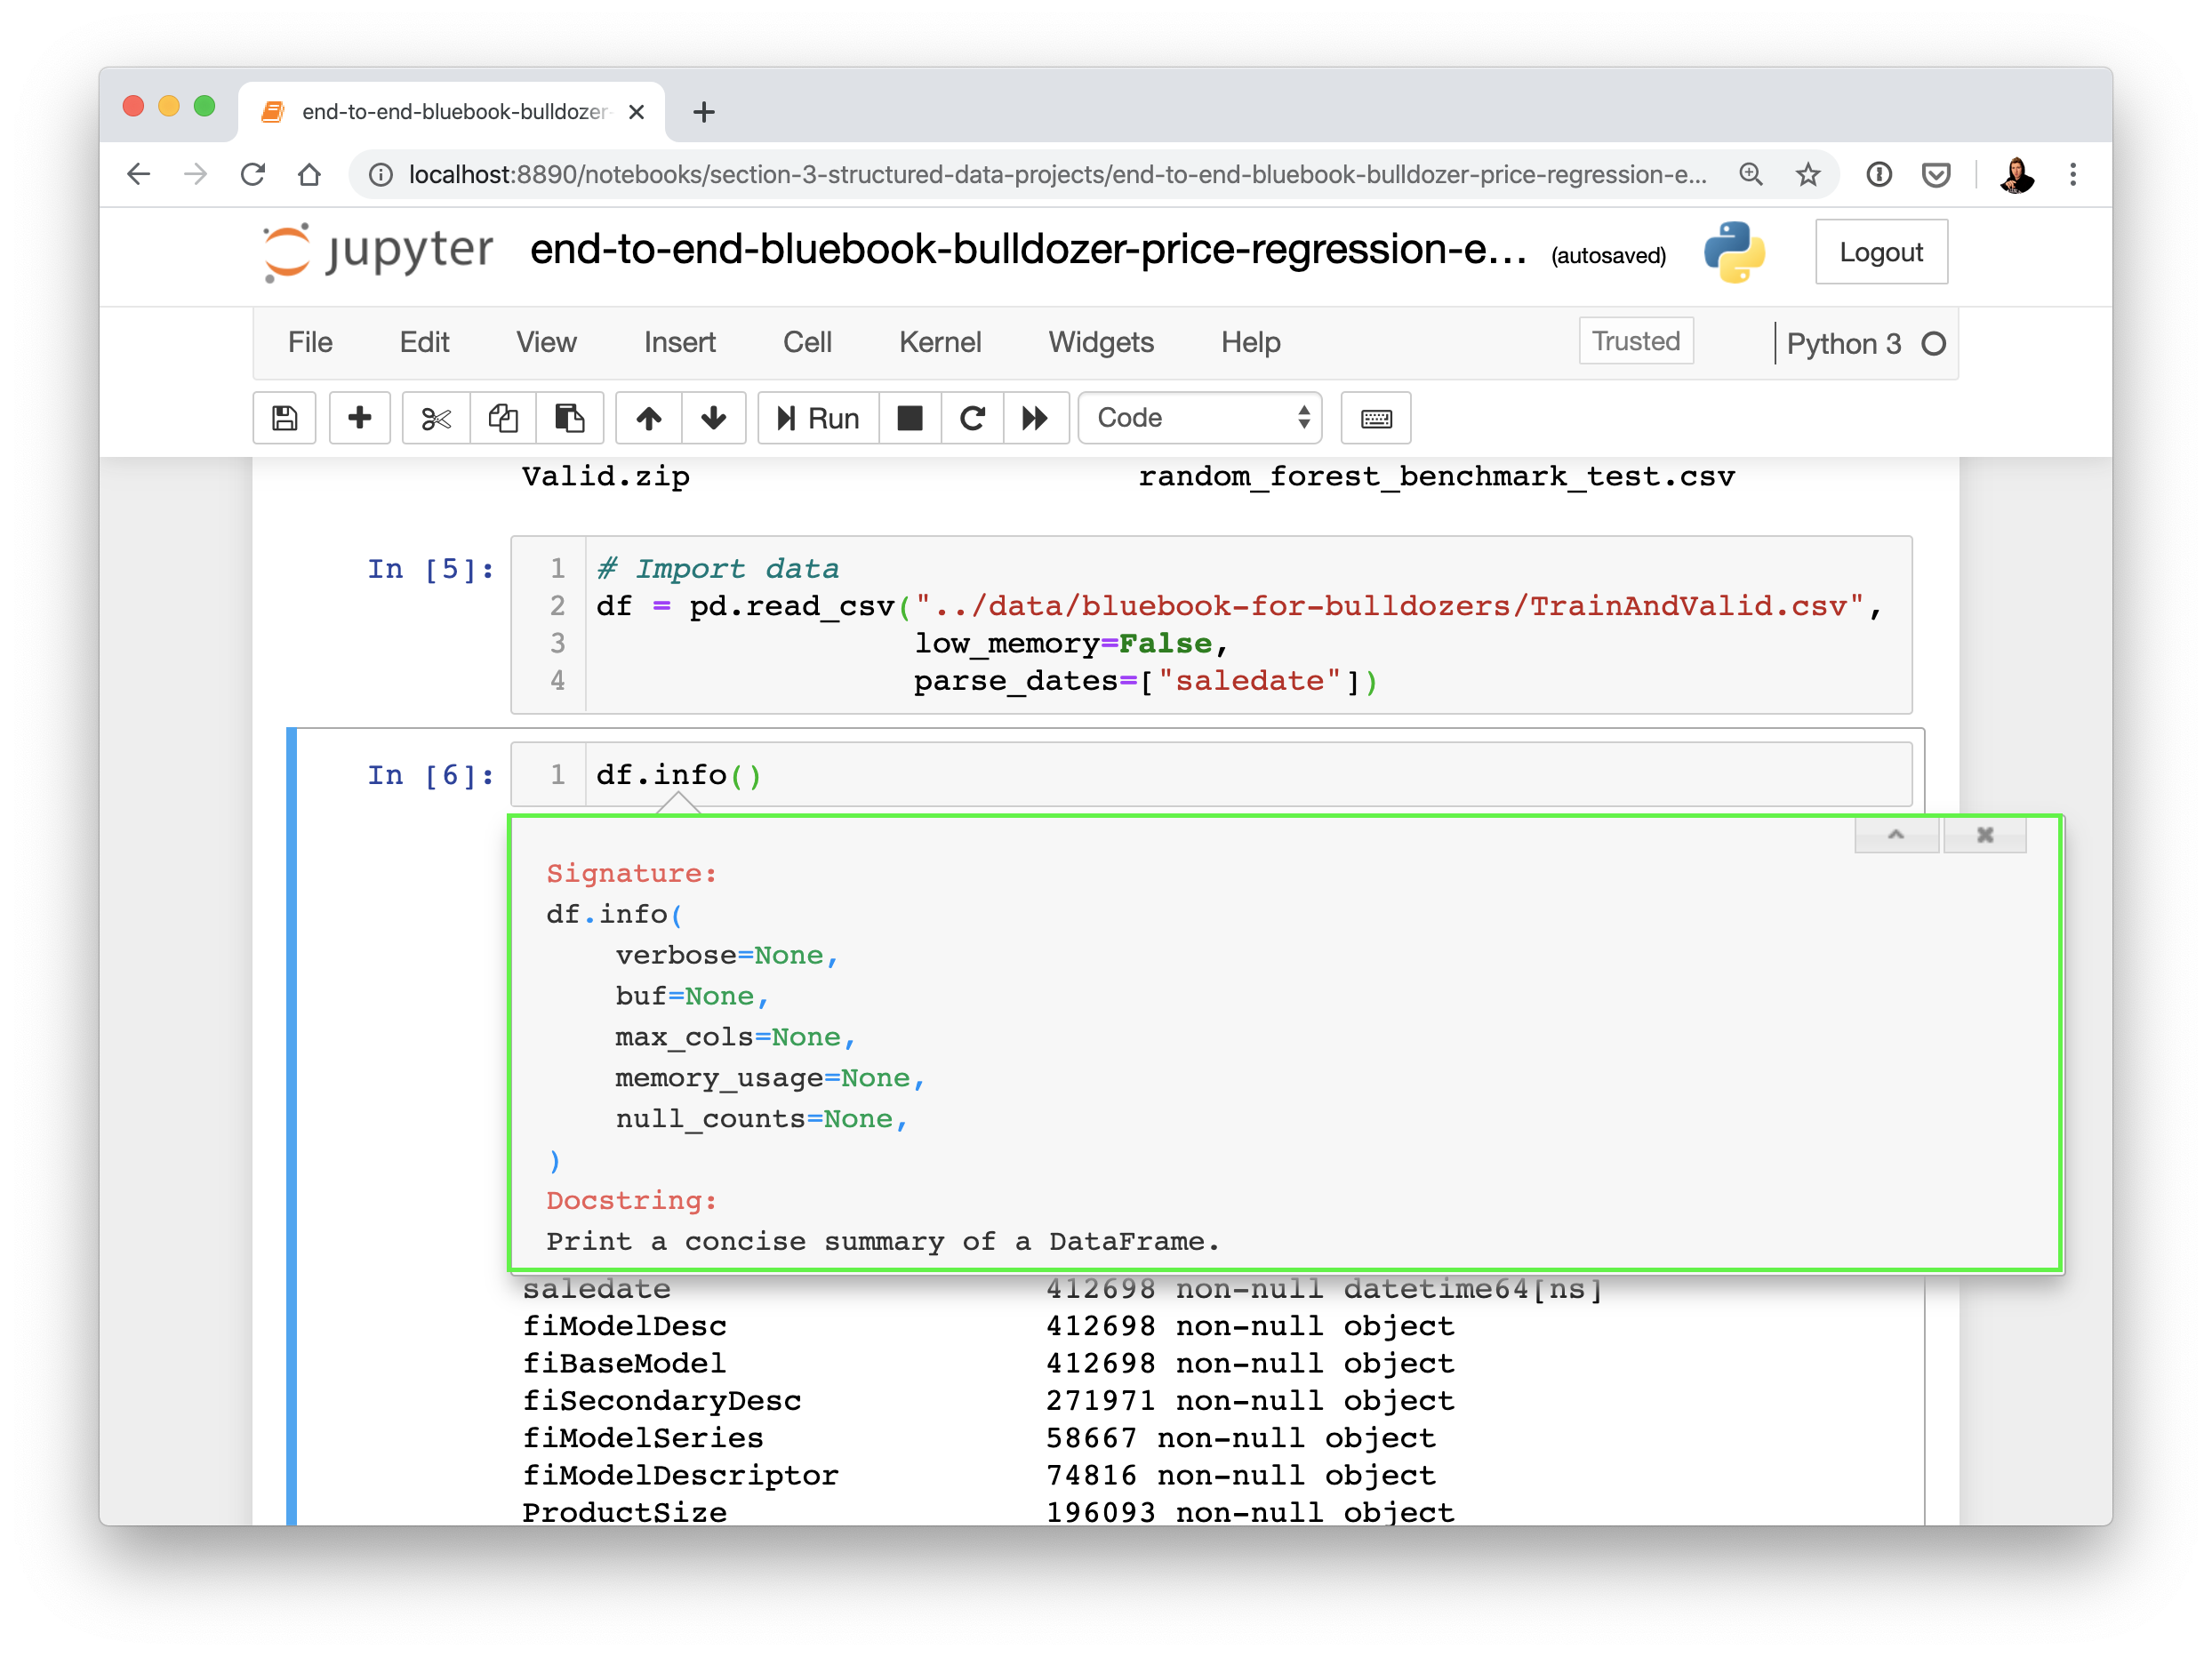 end-to-end-bluebook-bulldozer-
localhost:8890/notebooks/section-3-structured-data-projects/end-to-end-bluebook-bulldozer-price-regression-e...
jupyter end-to-end-bluebook-bulldozer-price-regression-e... (autosaved) Logout
File Edit View Insert Cell Kernel Widgets Help Trusted Python 3
Run Code
Valid.zip random_forest_benchmark_test.csv
In [5]: 1 # Import data
2 df = pd.read_csv("../data/bluebook-for-bulldozers/TrainAndValid.csv",
3 low_memory=False,
4 parse_dates=["saledate"])
In [6]: 1 df.info()
Signature:
df.info(
verbose=None,
buf=None,
max_cols=None,
memory_usage=None,
null_counts=None,
)
Docstring:
Print a concise summary of a DataFrame.
saledate 412698 non-null datetime64[ns]
fiModelDesc 412698 non-null object
fiBaseModel 412698 non-null object
fiSecondaryDesc 271971 non-null object
fiModelSeries 58667 non-null object
fiModelDescriptor 74816 non-null object
ProductSize 196093 non-null object